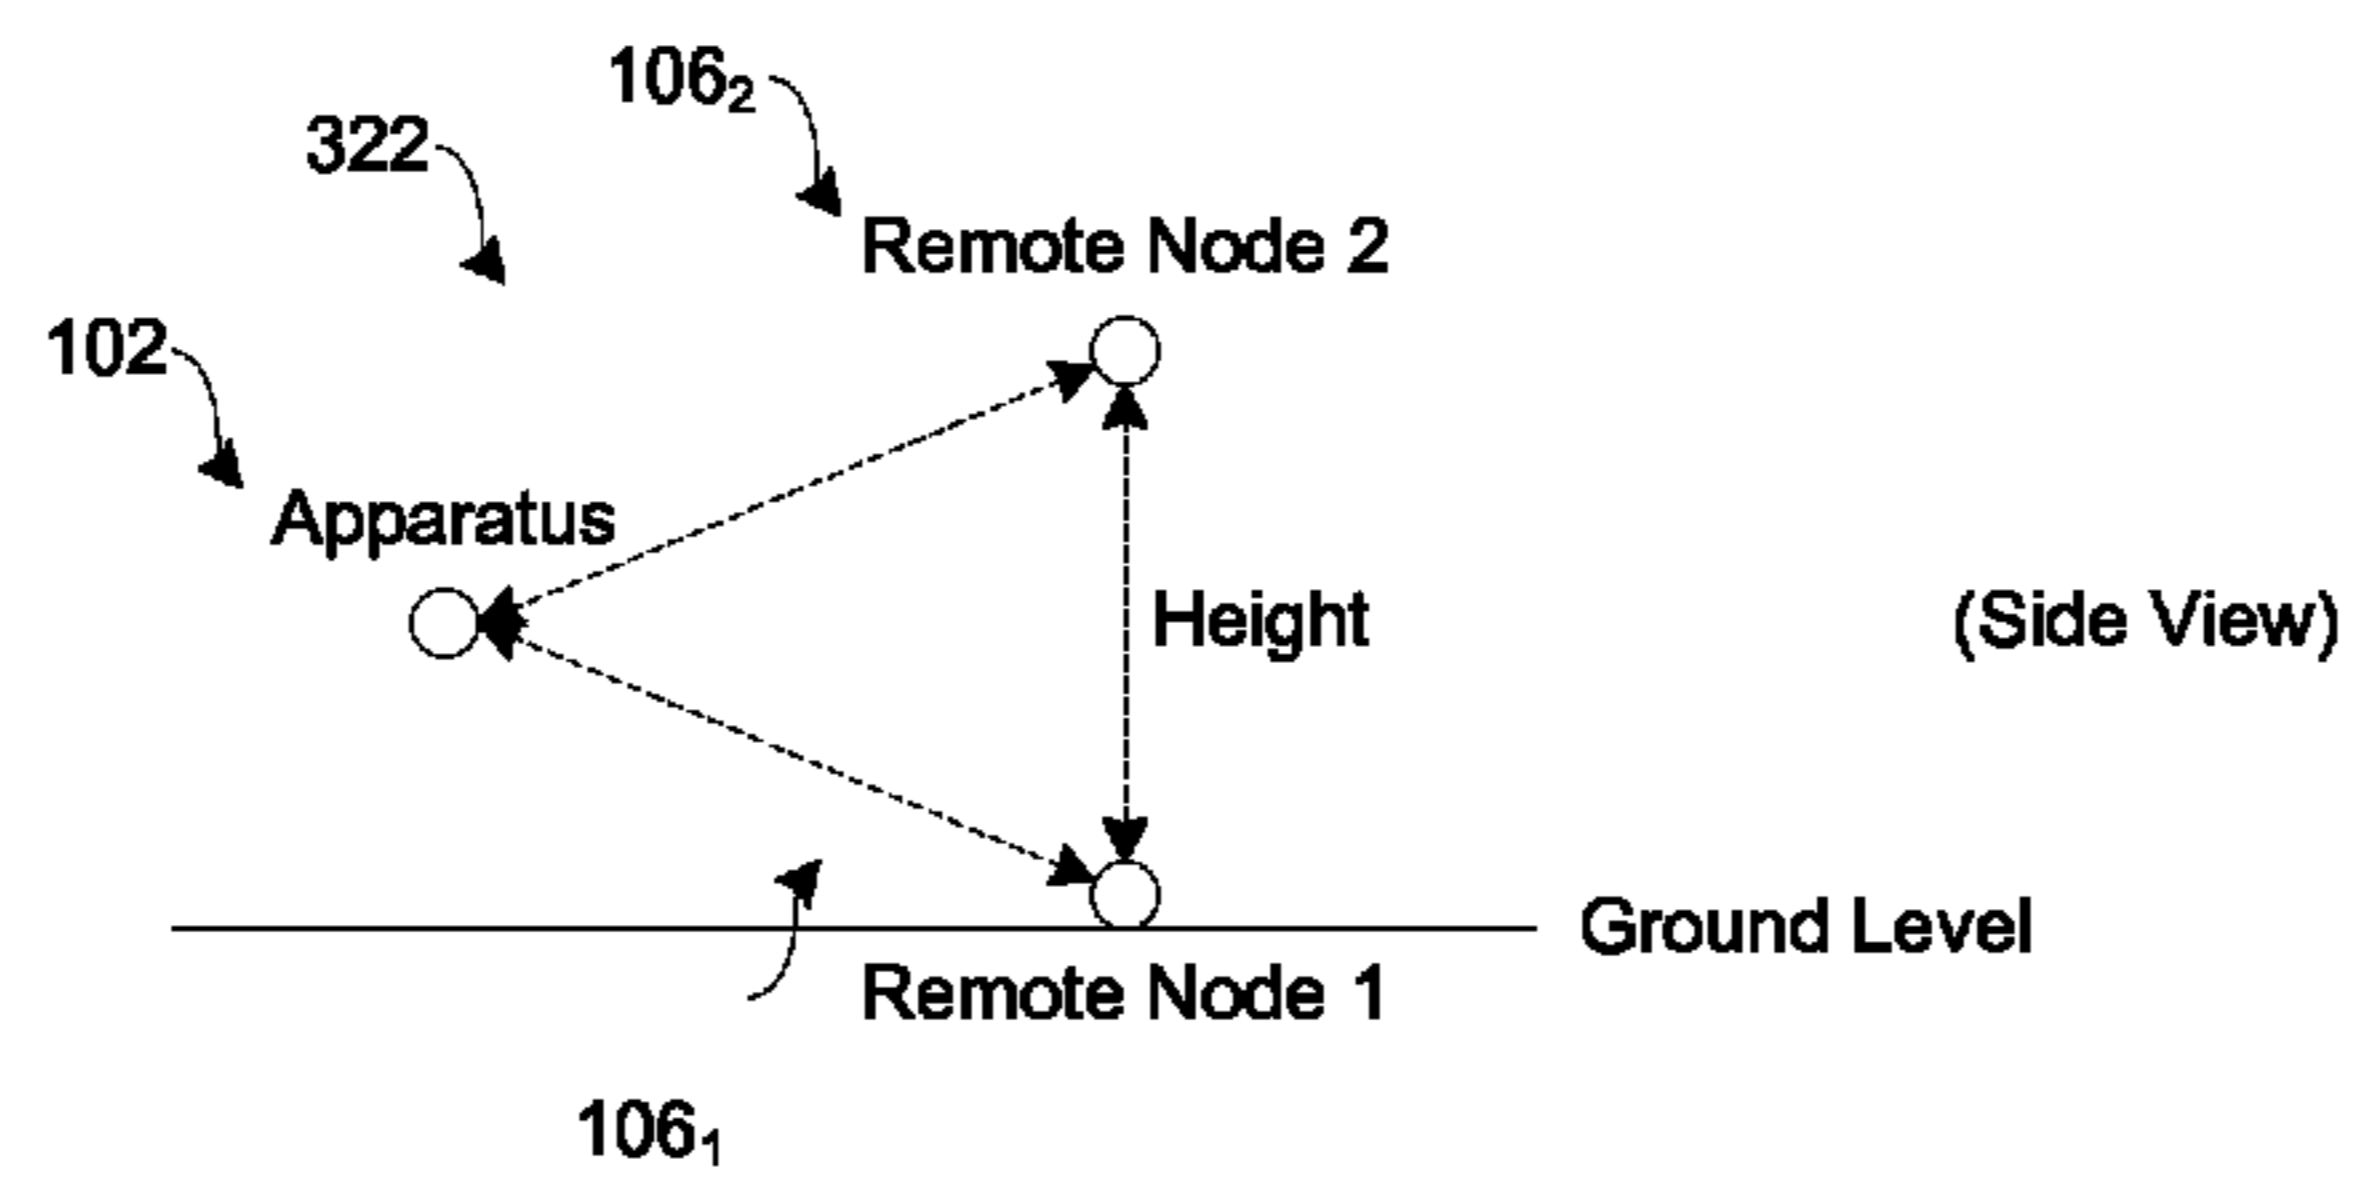 106₂
322
Remote Node 2
102
Apparatus
Height
(Side View)
Ground Level
Remote Node 1
106₁